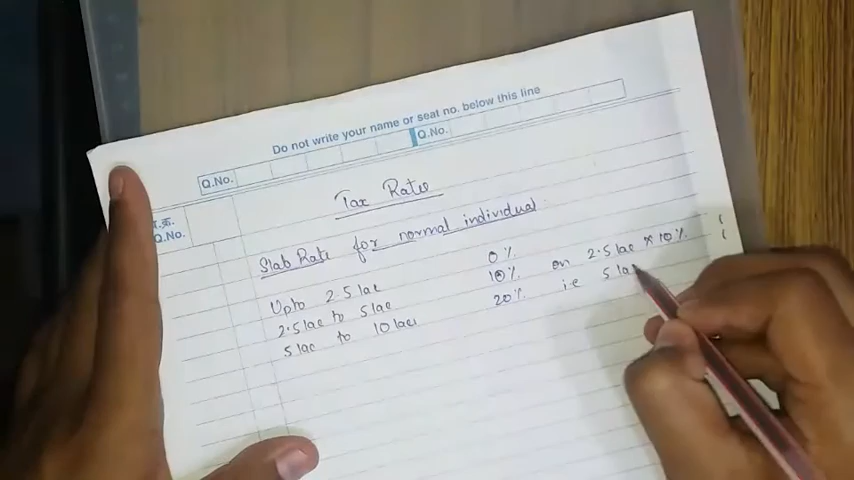 Do not write your name or seat no. below this line
Q.No.
Q.No.
प्र.क्र.
Q.No.
Tax Rates
Slab Rate for normal individual
Upto 2.5 lac 0%
2.5 lac to 5 lac 10% on 2.5 lac × 10%
5 lac to 10 lac 20% i.e 5 la